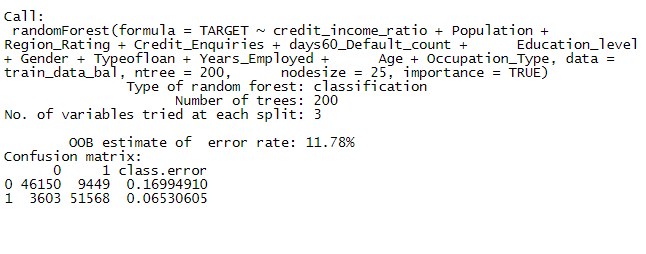 Call:
 randomForest(formula = TARGET ~ credit_income_ratio + Population +
Region_Rating + Credit_Enquiries + days60_Default_count +      Education_level
+ Gender + Typeofloan + Years_Employed +      Age + Occupation_Type, data =
train_data_bal, ntree = 200,      nodesize = 25, importance = TRUE)
               Type of random forest: classification
                     Number of trees: 200
No. of variables tried at each split: 3

        OOB estimate of  error rate: 11.78%
Confusion matrix:
      0     1 class.error
0 46150  9449  0.16994910
1  3603 51568  0.06530605